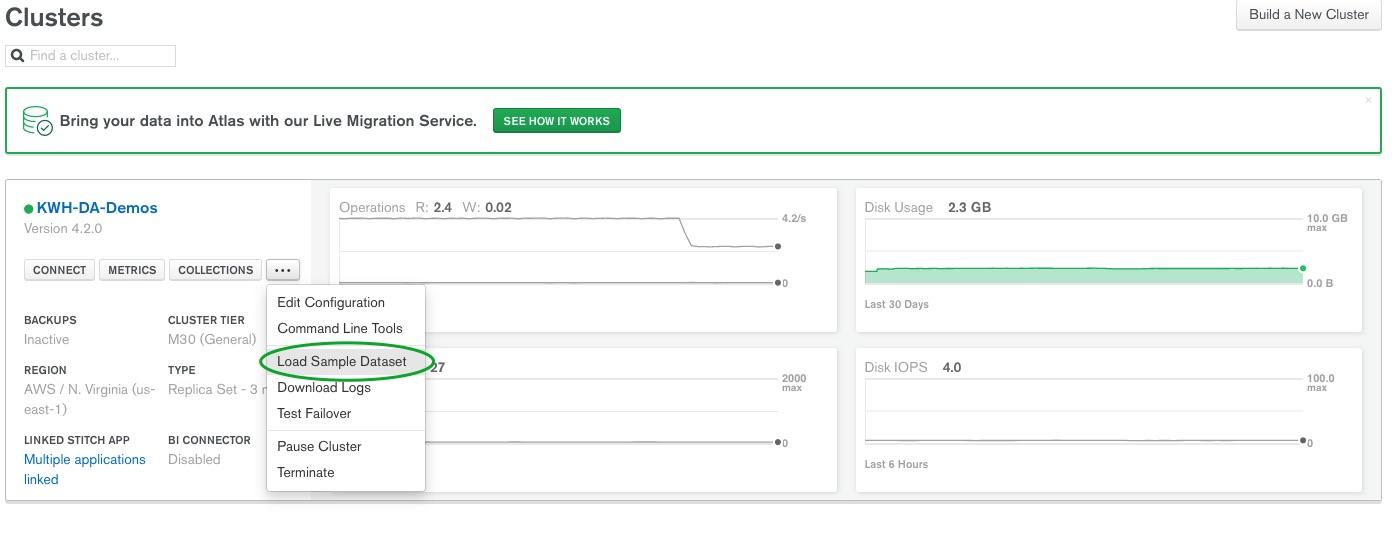 Clusters
Build a New Cluster
Find a cluster...
Bring your data into Atlas with our Live Migration Service.
SEE HOW IT WORKS
×
KWH-DA-Demos
Version 4.2.0
CONNECT
METRICS
COLLECTIONS
...
BACKUPS
Inactive
CLUSTER TIER
M30 (General)
REGION
AWS / N. Virginia (us-
east-1)
TYPE
Replica Set - 3
LINKED STITCH APP
Multiple applications
linked
BI CONNECTOR
Disabled
Edit Configuration
Command Line Tools
Load Sample Dataset
Download Logs
Test Failover
Pause Cluster
Terminate
Operations R: 2.4 W: 0.02
4.2/s
0
27
2000
max
0
Disk Usage 2.3 GB
10.0 GB
max
0.0 B
Last 30 Days
Disk IOPS 4.0
100.0
max
0
Last 6 Hours